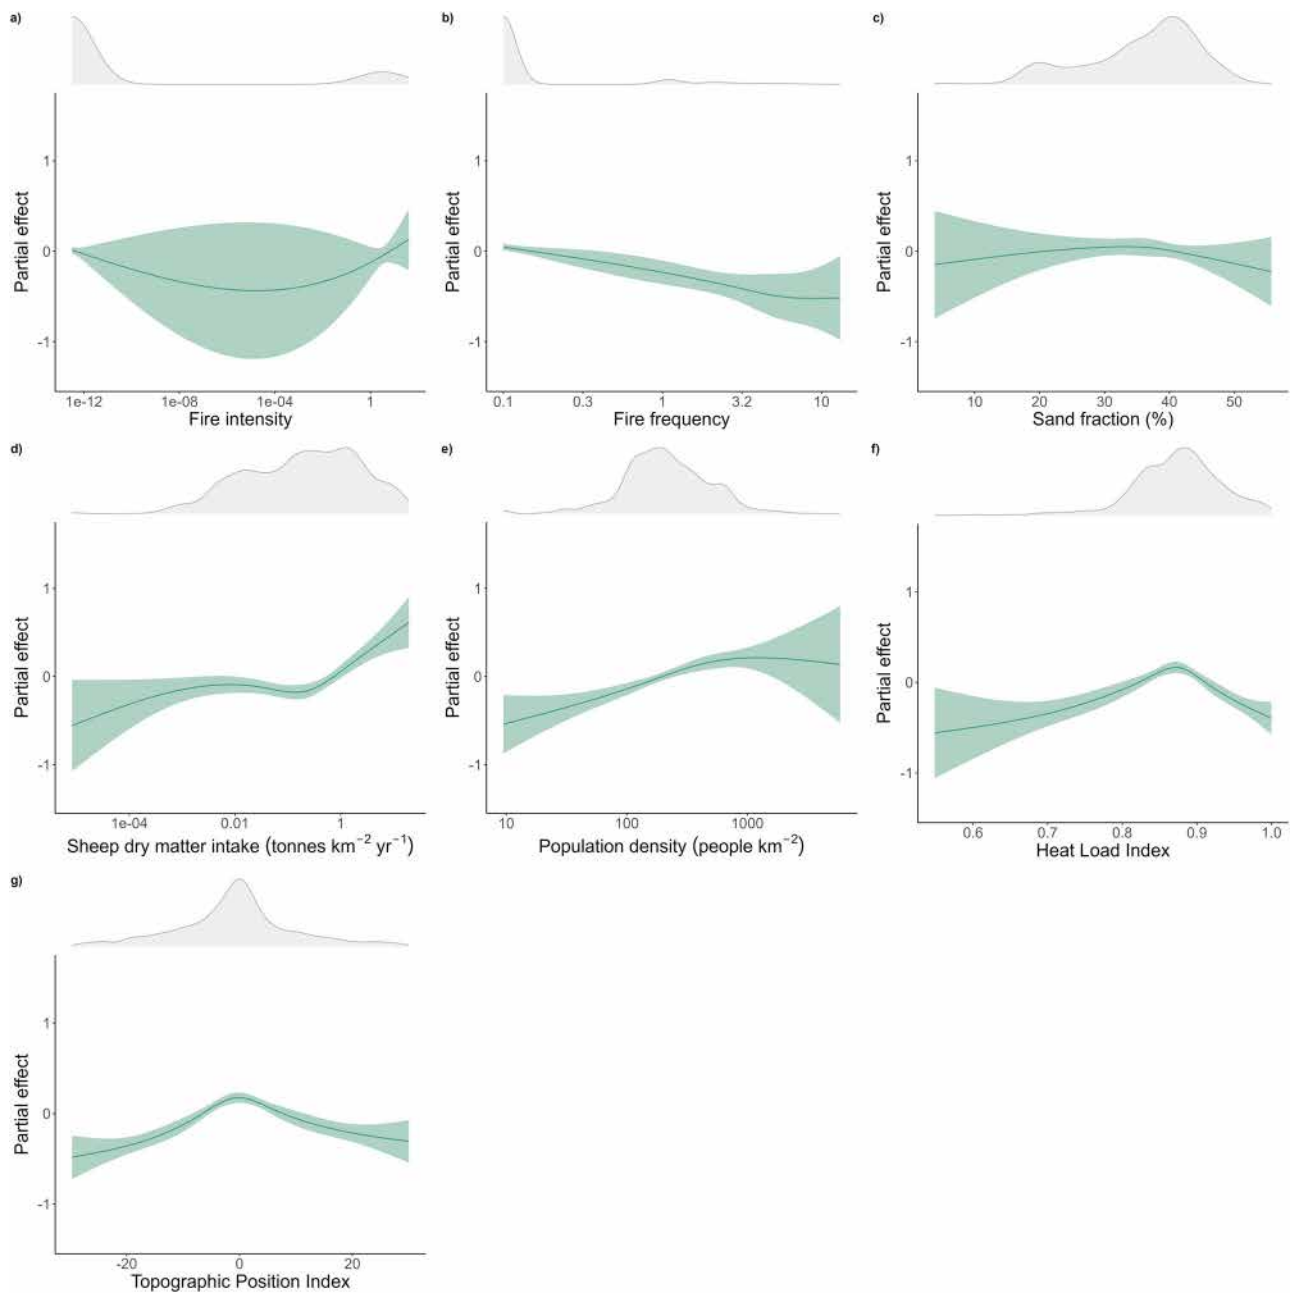 a)
b)
c)
1
0
-1
Partial effect
1e-12 1e-08 1e-04 1
Fire intensity
1
0
-1
Partial effect
0.1 0.3 1 3.2 10
Fire frequency
1
0
-1
Partial effect
10 20 30 40 50
Sand fraction (%)
d)
e)
f)
1
0
-1
Partial effect
1e-04 0.01 1
Sheep dry matter intake (tonnes km⁻² yr⁻¹)
1
0
-1
Partial effect
10 100 1000
Population density (people km⁻²)
1
0
-1
Partial effect
0.6 0.7 0.8 0.9 1.0
Heat Load Index
g)
1
0
-1
Partial effect
-20 0 20
Topographic Position Index